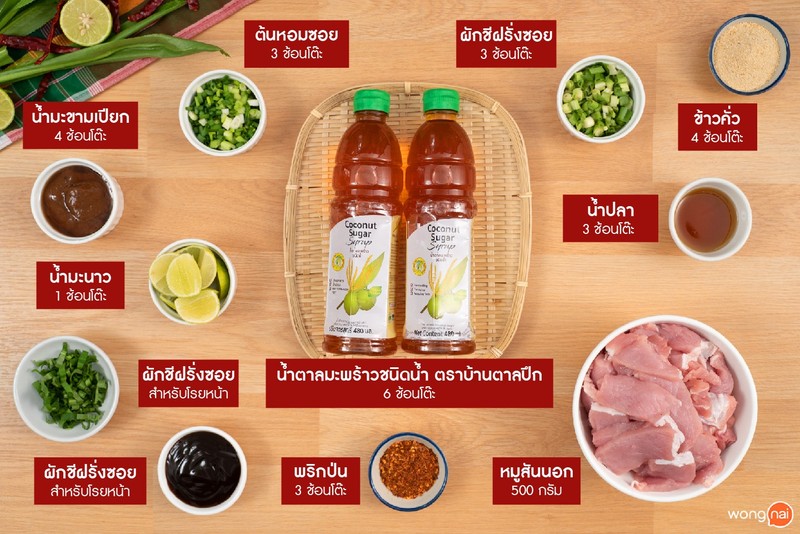 ต้นหอมซอย
3 ช้อนโต๊ะ
ผักชีฝรั่งซอย
3 ช้อนโต๊ะ
น้ำมะขามเปียก
4 ช้อนโต๊ะ
ข้าวคั่ว
4 ช้อนโต๊ะ
น้ำปลา
3 ช้อนโต๊ะ
น้ำมะนาว
1 ช้อนโต๊ะ
Coconut
Sugar
Syrup
Coconut
Sugar
Syrup
Net Content 480
ผักชีฝรั่งซอย
สำหรับโรยหน้า
น้ำตาลมะพร้าวชนิดน้ำ ตราบ้านตาลปึก
6 ช้อนโต๊ะ
ผักชีฝรั่งซอย
สำหรับโรยหน้า
พริกป่น
3 ช้อนโต๊ะ
หมูสันนอก
500 กรัม
wongnai